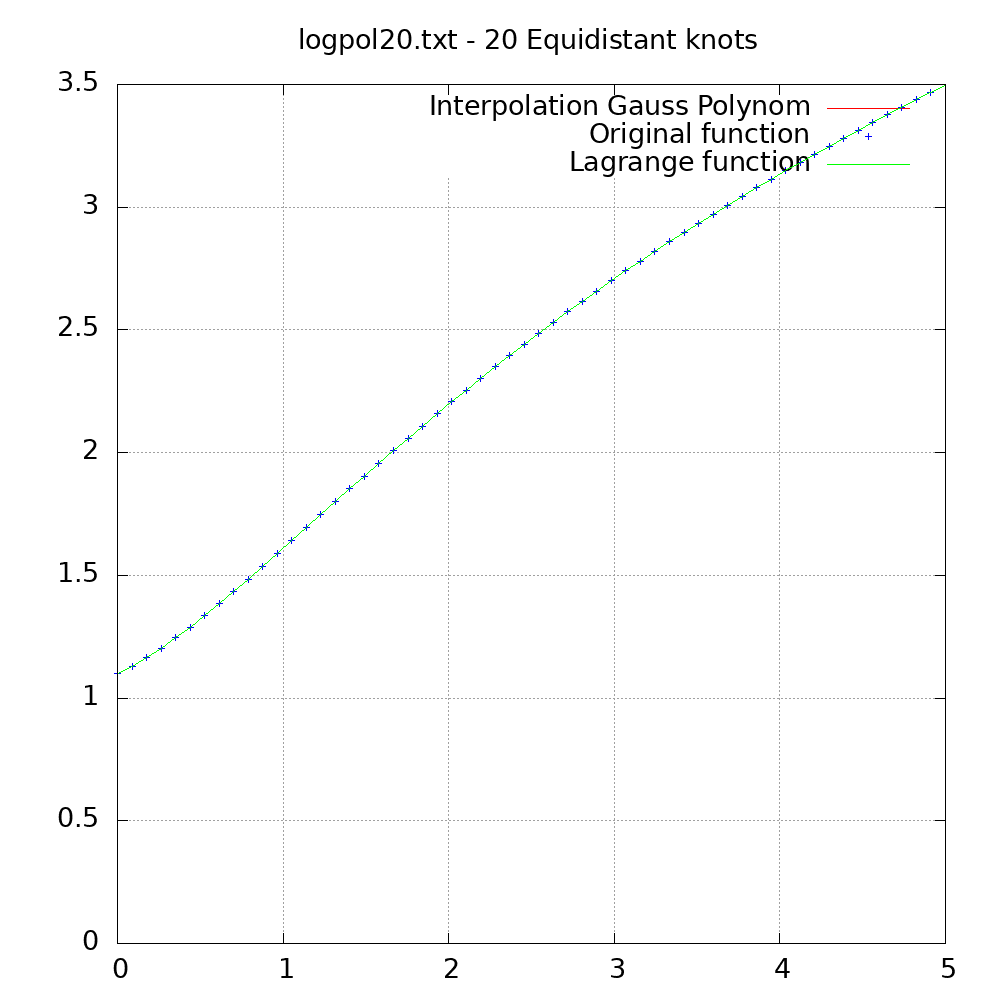 logpol20.txt - 20 Equidistant knots
3.5
Interpolation Gauss Polynom
Original function
Lagrange function
3
2.5
2
1.5
1
0.5
0
0 1 2 3 4 5